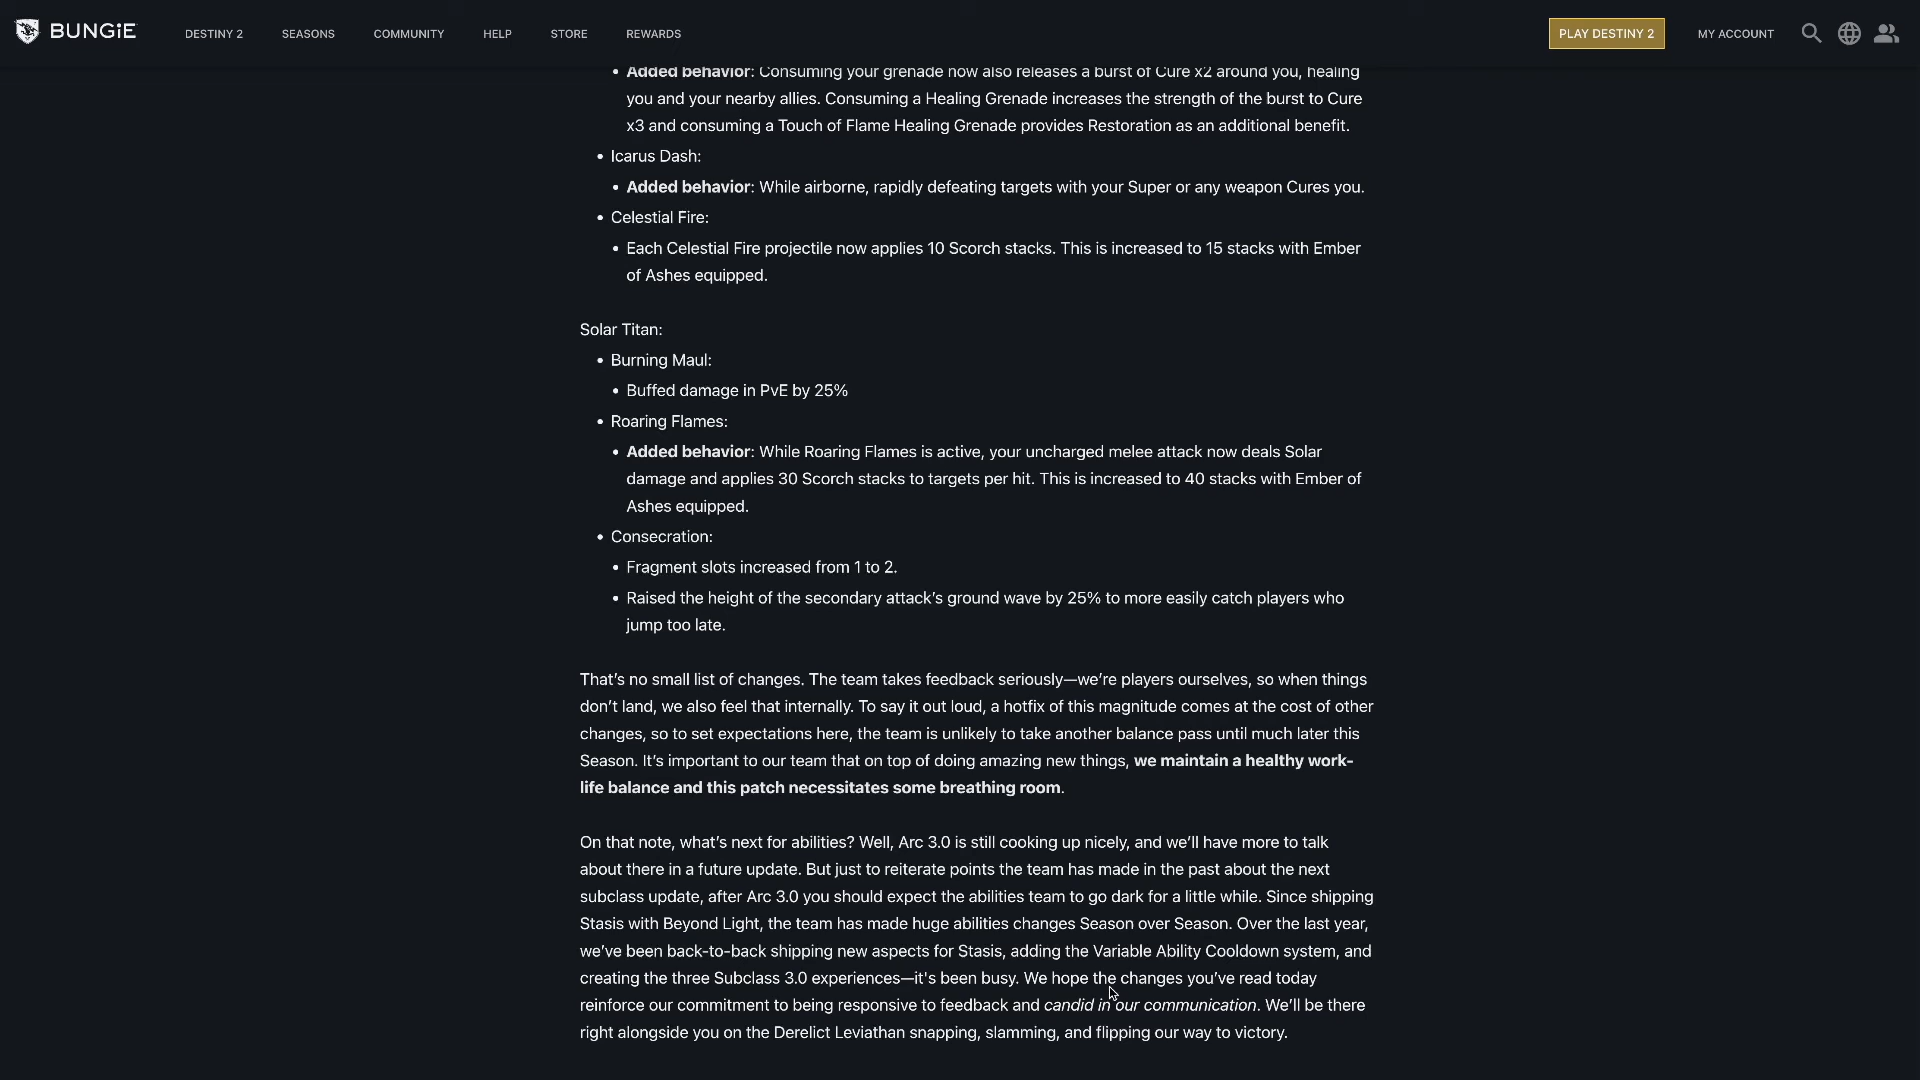 BUNGiE
DESTINY 2
SEASONS
COMMUNITY
HELP
STORE
REWARDS
PLAY DESTINY 2
MY ACCOUNT
• Added behavior: Consuming your grenade now also releases a burst of Cure x2 around you, healing
you and your nearby allies. Consuming a Healing Grenade increases the strength of the burst to Cure
x3 and consuming a Touch of Flame Healing Grenade provides Restoration as an additional benefit.
• Icarus Dash:
• Added behavior: While airborne, rapidly defeating targets with your Super or any weapon Cures you.
• Celestial Fire:
• Each Celestial Fire projectile now applies 10 Scorch stacks. This is increased to 15 stacks with Ember
of Ashes equipped.
Solar Titan:
• Burning Maul:
• Buffed damage in PvE by 25%
• Roaring Flames:
• Added behavior: While Roaring Flames is active, your uncharged melee attack now deals Solar
damage and applies 30 Scorch stacks to targets per hit. This is increased to 40 stacks with Ember of
Ashes equipped.
• Consecration:
• Fragment slots increased from 1 to 2.
• Raised the height of the secondary attack's ground wave by 25% to more easily catch players who
jump too late.
That's no small list of changes. The team takes feedback seriously—we're players ourselves, so when things
don't land, we also feel that internally. To say it out loud, a hotfix of this magnitude comes at the cost of other
changes, so to set expectations here, the team is unlikely to take another balance pass until much later this
Season. It's important to our team that on top of doing amazing new things, we maintain a healthy work-
life balance and this patch necessitates some breathing room.
On that note, what's next for abilities? Well, Arc 3.0 is still cooking up nicely, and we'll have more to talk
about there in a future update. But just to reiterate points the team has made in the past about the next
subclass update, after Arc 3.0 you should expect the abilities team to go dark for a little while. Since shipping
Stasis with Beyond Light, the team has made huge abilities changes Season over Season. Over the last year,
we've been back-to-back shipping new aspects for Stasis, adding the Variable Ability Cooldown system, and
creating the three Subclass 3.0 experiences—it's been busy. We hope the changes you've read today
reinforce our commitment to being responsive to feedback and candid in our communication. We'll be there
right alongside you on the Derelict Leviathan snapping, slamming, and flipping our way to victory.